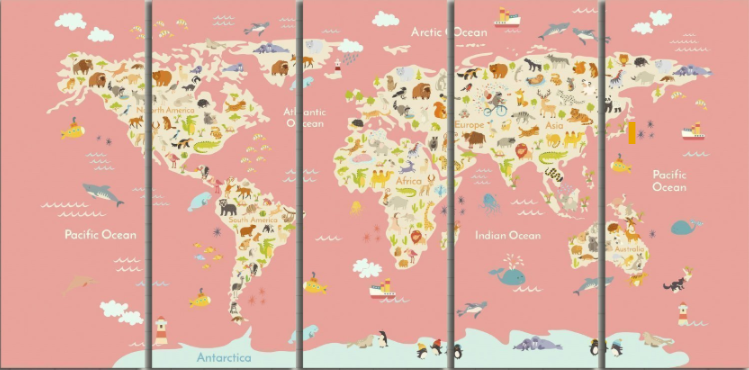 Arctic Ocean
North America
Atlantic
Ocean
Europe
Asia
Africa
Pacific
Ocean
South America
Pacific Ocean
Indian Ocean
Australia
Antarctica